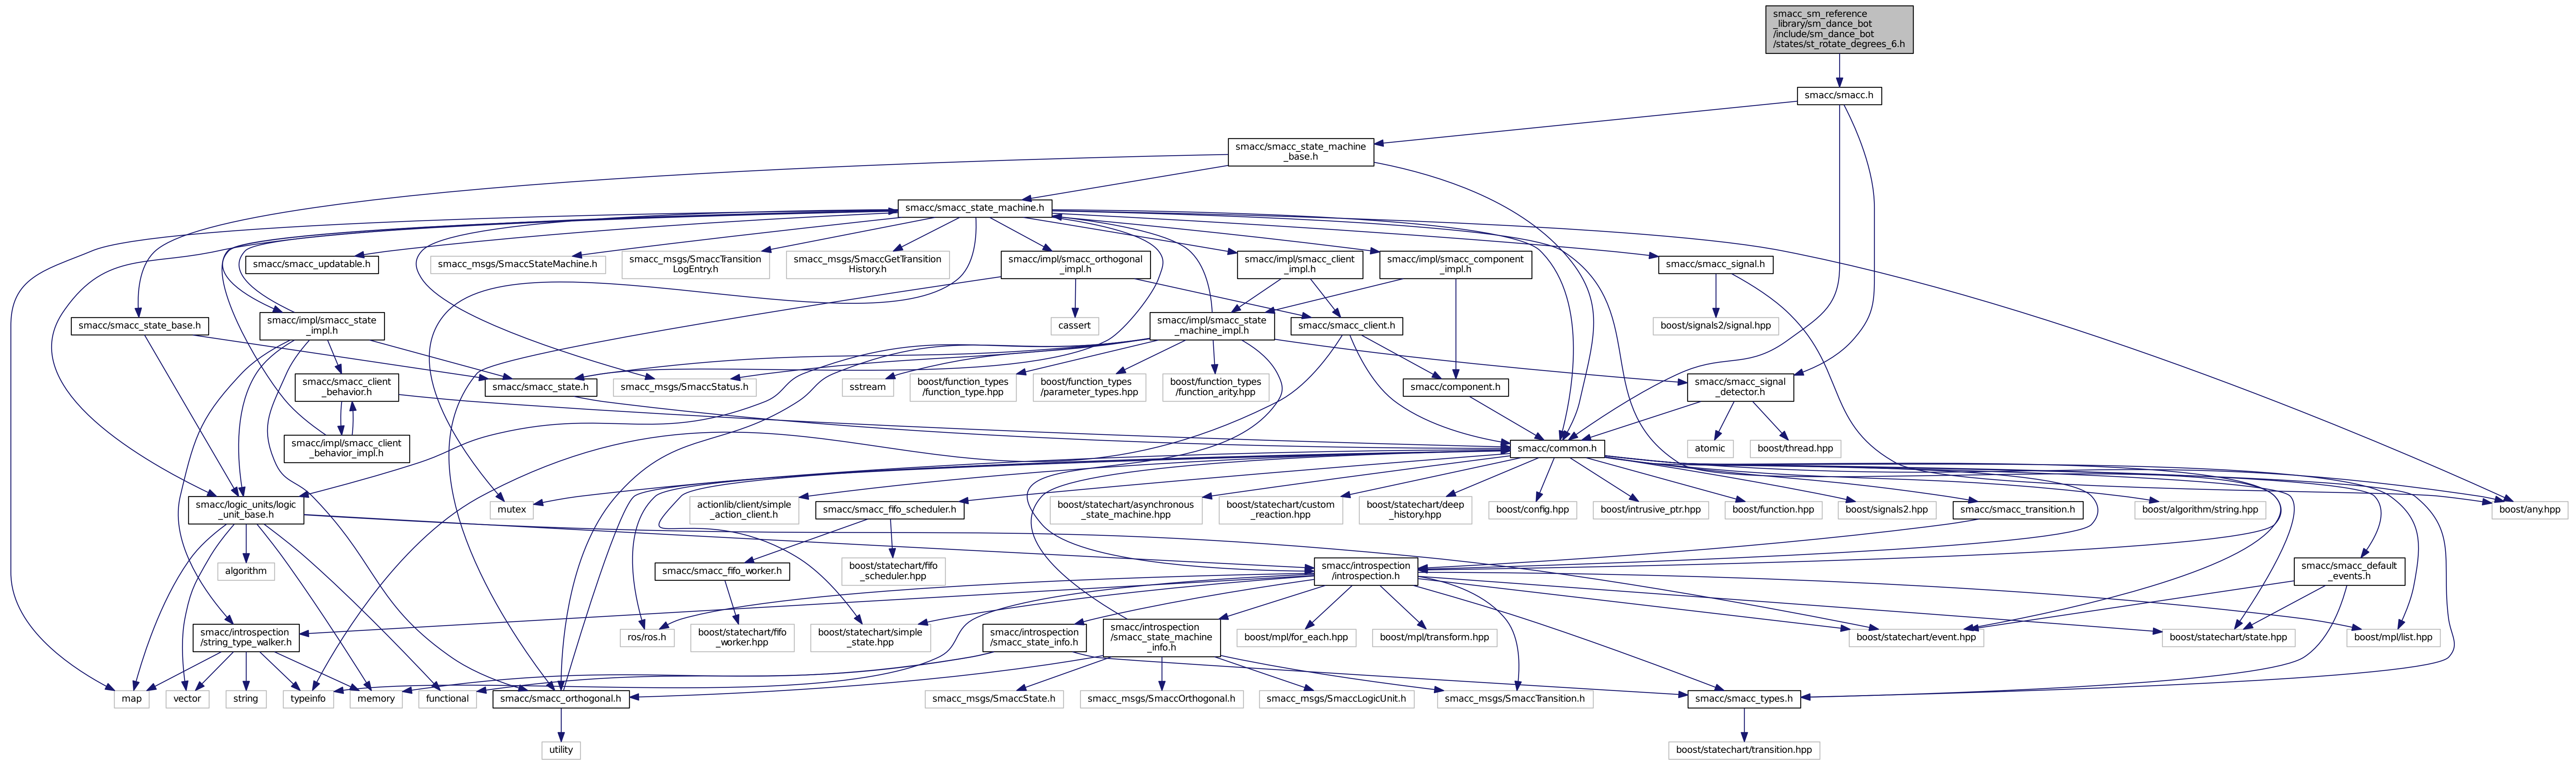 smacc_sm_reference
_library/sm_dance_bot
/include/sm_dance_bot
/states/st_rotate_degrees_6.h
smacc/smacc.h
smacc/smacc_state_machine
_base.h
smacc/smacc_state_machine.h
smacc/smacc_updatable.h
smacc_msgs/SmaccStateMachine.h
smacc_msgs/SmaccTransition
LogEntry.h
smacc_msgs/SmaccGetTransition
History.h
smacc/impl/smacc_orthogonal
_impl.h
smacc/impl/smacc_client
_impl.h
smacc/impl/smacc_component
_impl.h
smacc/smacc_signal.h
smacc/smacc_state_base.h
smacc/impl/smacc_state
_impl.h
cassert
smacc/impl/smacc_state
_machine_impl.h
smacc/smacc_client.h
boost/signals2/signal.hpp
smacc/smacc_client
_behavior.h
smacc/smacc_state.h
smacc_msgs/SmaccStatus.h
sstream
boost/function_types
/function_type.hpp
boost/function_types
/parameter_types.hpp
boost/function_types
/function_arity.hpp
smacc/component.h
smacc/smacc_signal
_detector.h
smacc/impl/smacc_client
_behavior_impl.h
smacc/common.h
atomic
boost/thread.hpp
smacc/logic_units/logic
_unit_base.h
mutex
actionlib/client/simple
_action_client.h
smacc/smacc_fifo_scheduler.h
boost/statechart/asynchronous
_state_machine.hpp
boost/statechart/custom
_reaction.hpp
boost/statechart/deep
_history.hpp
boost/config.hpp
boost/intrusive_ptr.hpp
boost/function.hpp
boost/signals2.hpp
smacc/smacc_transition.h
boost/algorithm/string.hpp
boost/any.hpp
algorithm
smacc/smacc_fifo_worker.h
boost/statechart/fifo
_scheduler.hpp
smacc/introspection
/introspection.h
smacc/smacc_default
_events.h
smacc/introspection
/string_type_walker.h
ros/ros.h
boost/statechart/fifo
_worker.hpp
boost/statechart/simple
_state.hpp
smacc/introspection
/smacc_state_info.h
smacc/introspection
/smacc_state_machine
_info.h
boost/mpl/for_each.hpp
boost/mpl/transform.hpp
boost/statechart/event.hpp
boost/statechart/state.hpp
boost/mpl/list.hpp
map
vector
string
typeinfo
memory
functional
smacc/smacc_orthogonal.h
smacc_msgs/SmaccState.h
smacc_msgs/SmaccOrthogonal.h
smacc_msgs/SmaccLogicUnit.h
smacc_msgs/SmaccTransition.h
smacc/smacc_types.h
utility
boost/statechart/transition.hpp